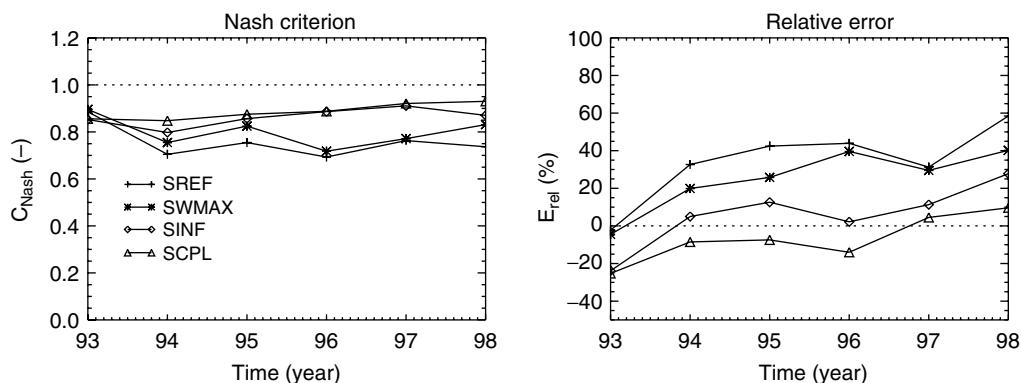 Nash criterion
1.2
1.0
0.8
0.6
0.4
0.2
0.0
C_Nash (–)
SREF
SWMAX
SINF
SCPL
93 94 95 96 97 98
Time (year)
Relative error
100
80
60
40
20
0
−20
−40
E_rel (%)
93 94 95 96 97 98
Time (year)